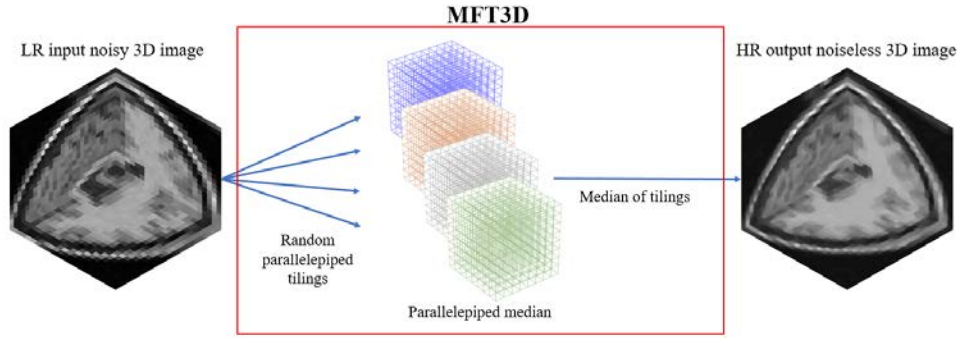 MFT3D
LR input noisy 3D image
HR output noiseless 3D image
Random
parallelepiped
tilings
Median of tilings
Parallelepiped median